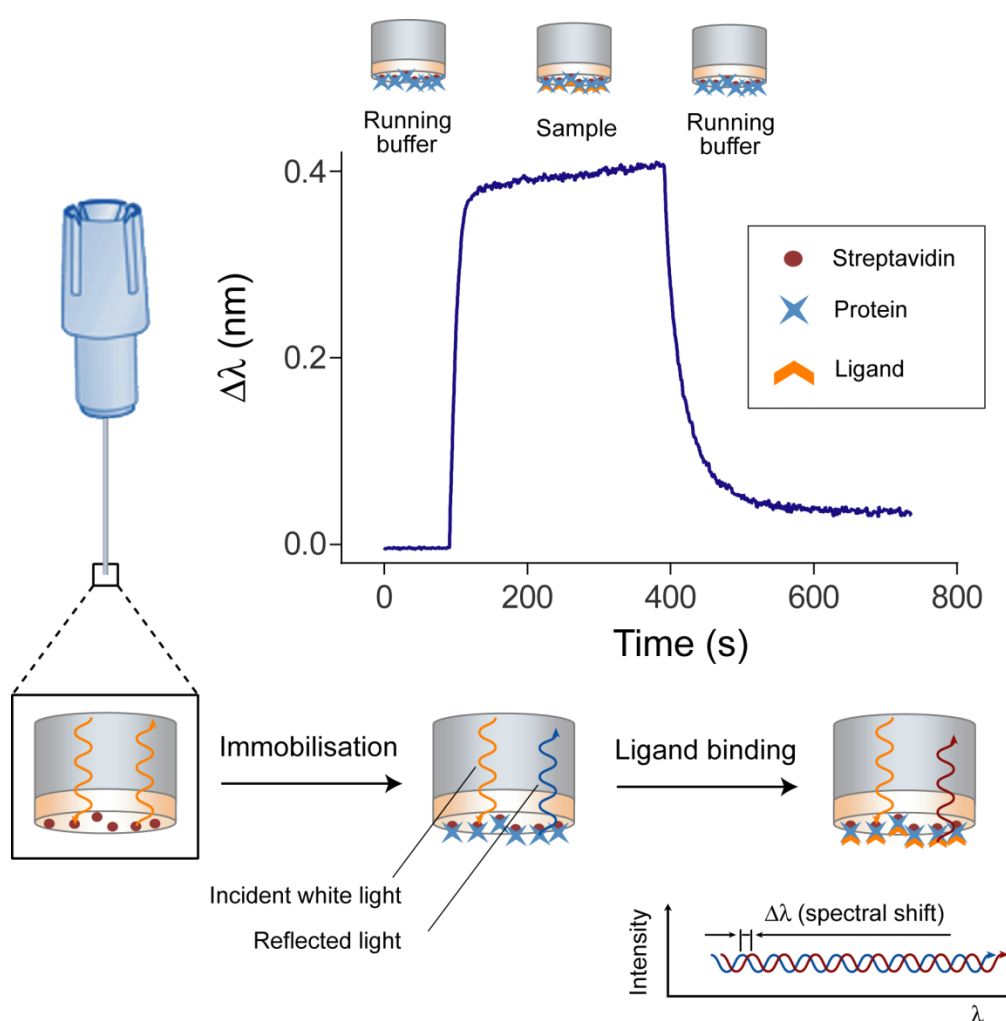 Running
buffer
Sample
Running
buffer
0.4
0.2
0.0
Δλ (nm)
0
200
400
600
800
Time (s)
Streptavidin
Protein
Ligand
Immobilisation
Ligand binding
Incident white light
Reflected light
Δλ (spectral shift)
Intensity
λ